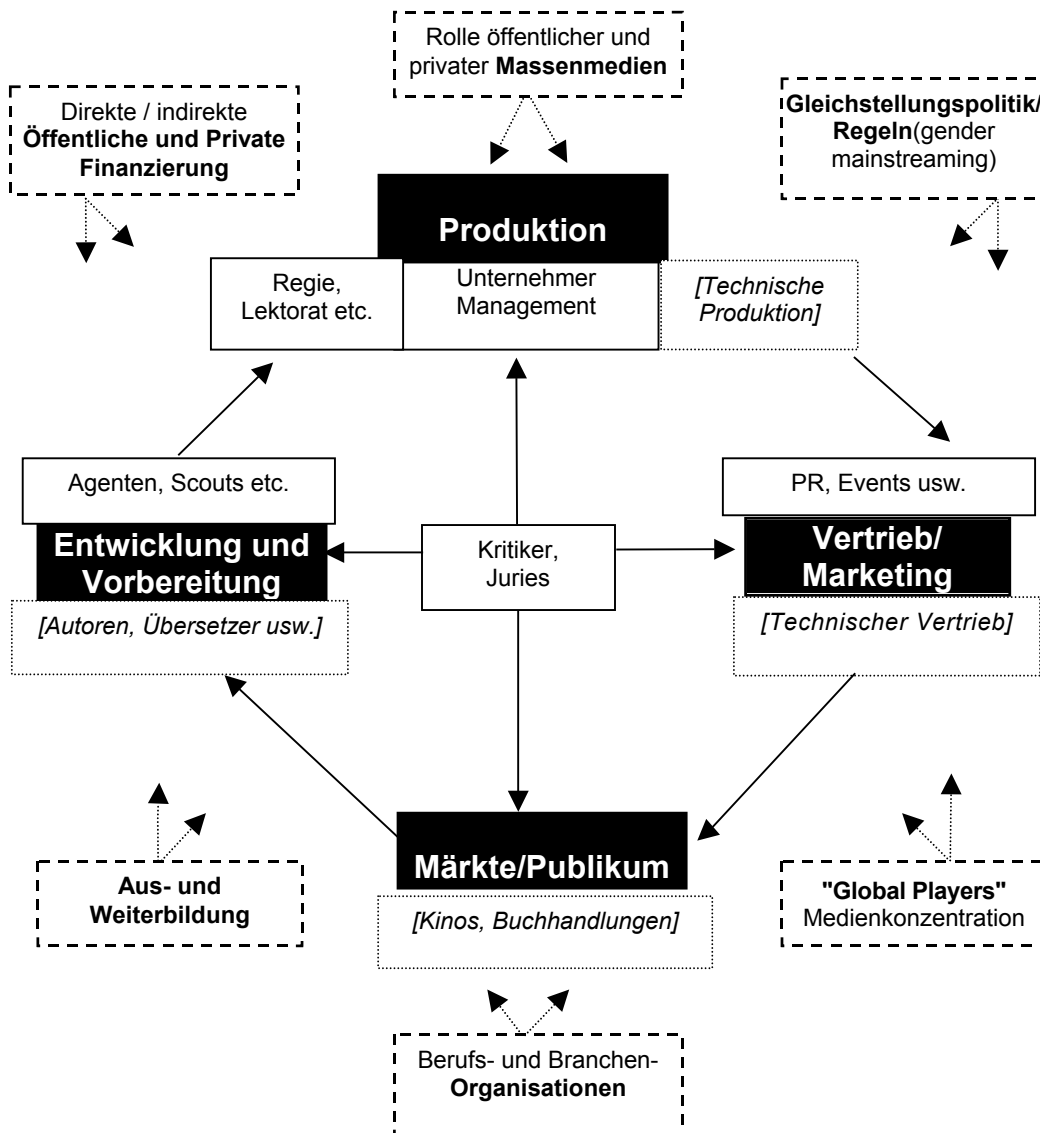 Rolle öffentlicher und
privater Massenmedien
Direkte / indirekte
Öffentliche und Private
Finanzierung
Gleichstellungspolitik/
Regeln(gender
mainstreaming)
Produktion
Regie,
Lektorat etc.
Unternehmer
Management
[Technische
Produktion]
Agenten, Scouts etc.
Entwicklung und
Vorbereitung
[Autoren, Übersetzer usw.]
Kritiker,
Juries
PR, Events usw.
Vertrieb/
Marketing
[Technischer Vertrieb]
Märkte/Publikum
[Kinos, Buchhandlungen]
Aus- und
Weiterbildung
"Global Players"
Medienkonzentration
Berufs- und Branchen-
Organisationen